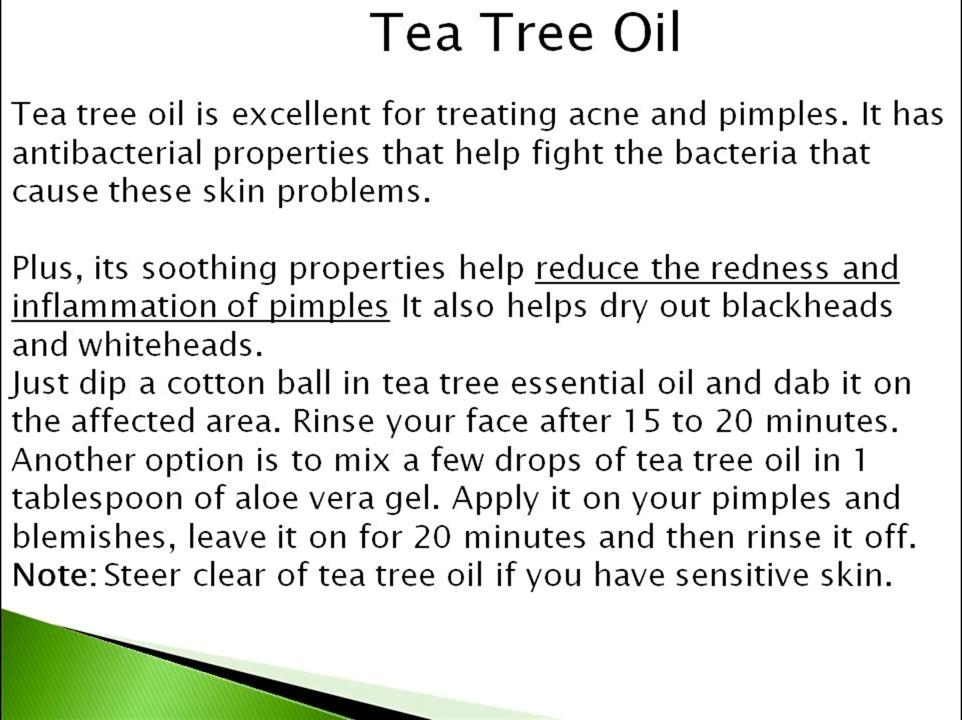 Tea Tree Oil
Tea tree oil is excellent for treating acne and pimples. It has
antibacterial properties that help fight the bacteria that
cause these skin problems.
Plus, its soothing properties help reduce the redness and
inflammation of pimples It also helps dry out blackheads
and whiteheads.
Just dip a cotton ball in tea tree essential oil and dab it on
the affected area. Rinse your face after 15 to 20 minutes.
Another option is to mix a few drops of tea tree oil in 1
tablespoon of aloe vera gel. Apply it on your pimples and
blemishes, leave it on for 20 minutes and then rinse it off.
Note: Steer clear of tea tree oil if you have sensitive skin.